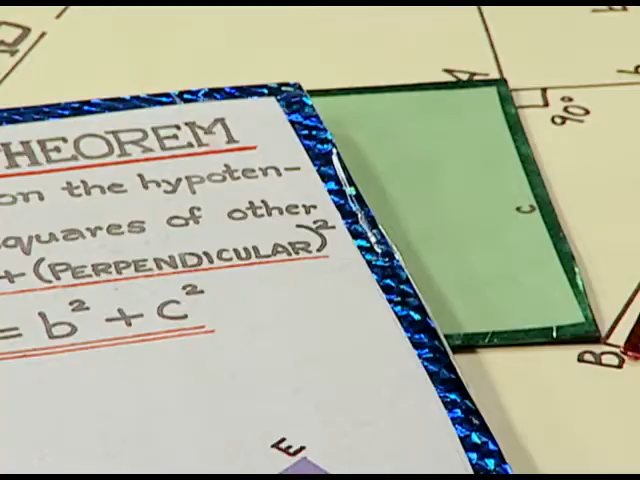 HEOREM
on the hypoten-
squares of other
+ (PERPENDICULAR)²
= b² + c²
E
A
90°
b
c
B